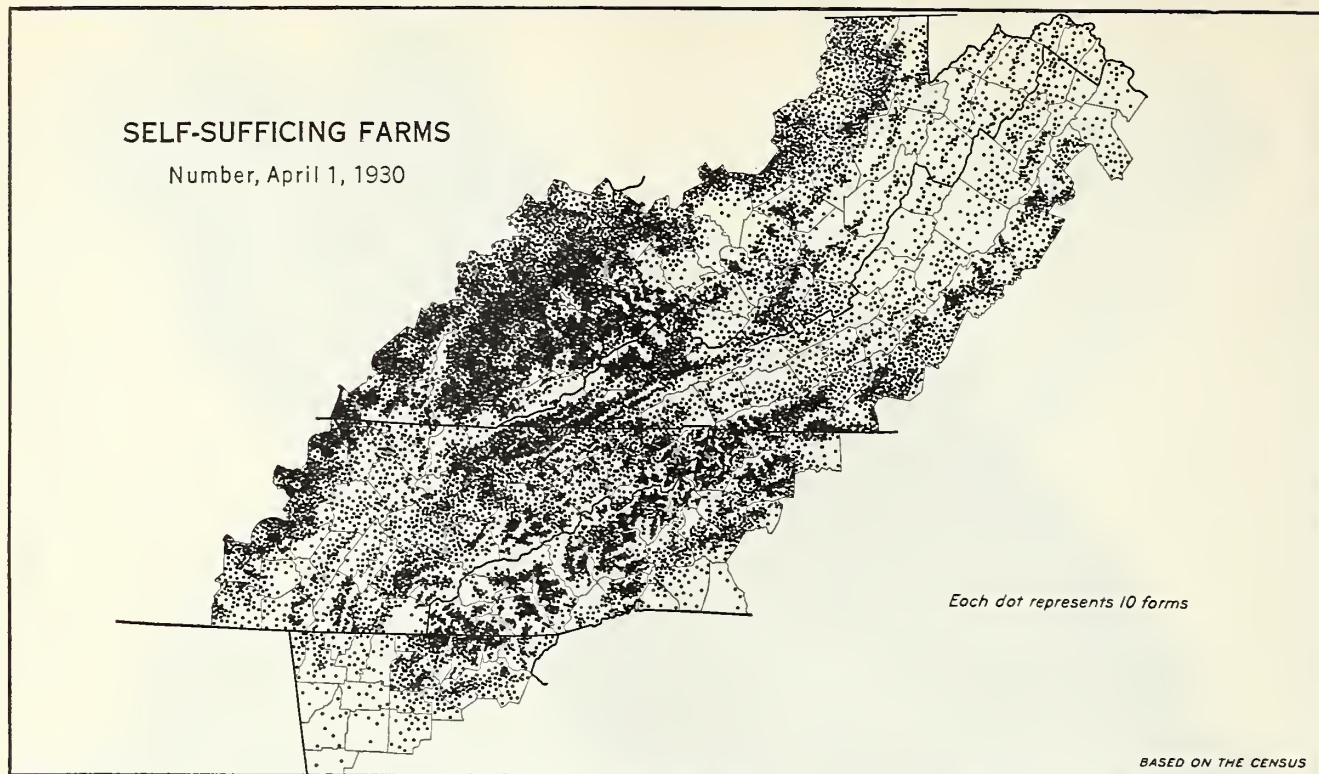 SELF-SUFFICING FARMS
Number, April 1, 1930
Each dot represents 10 farms
BASED ON THE CENSUS